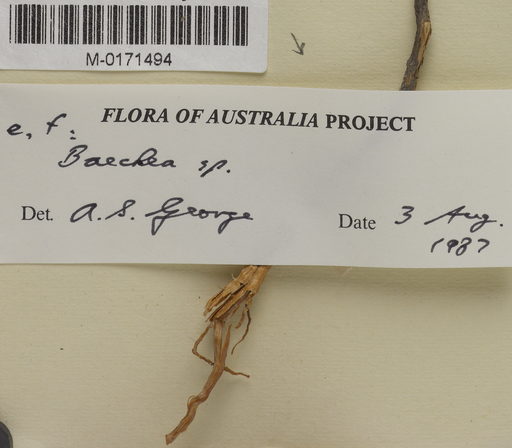 M-0171494
FLORA OF AUSTRALIA PROJECT
e, f:
Baeckea sp.
Det. A. S. George
Date 3 Aug.
1987